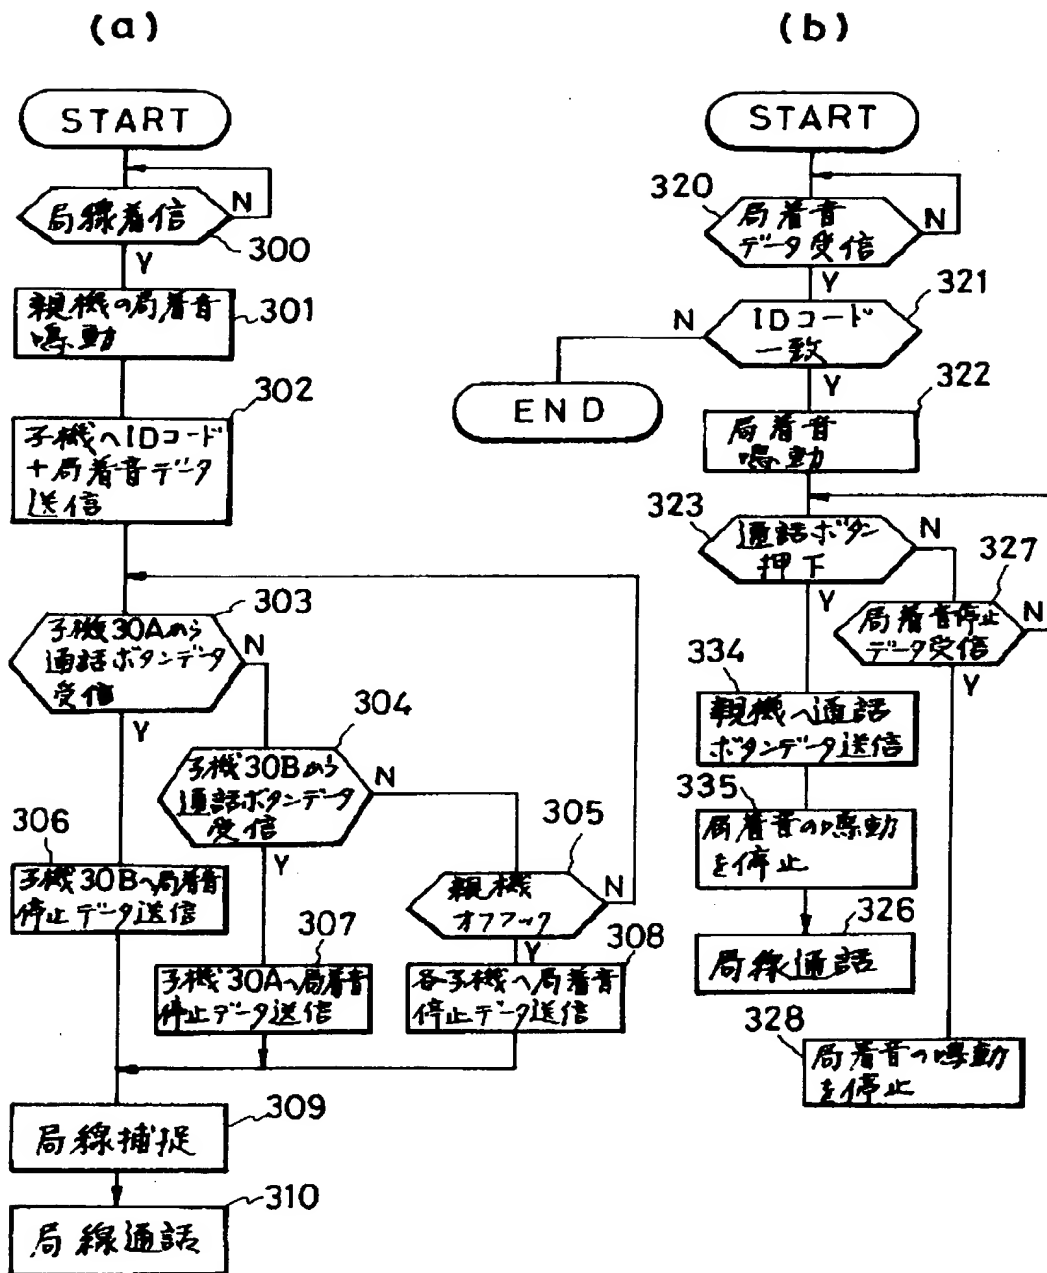 (a)
START
局線着信
N
300
Y
親機の局着音
鳴動
301
302
子機へIDコード
+局着音データ
送信
303
子機30Aから
通話ボタンデータ
受信
N
Y
304
子機30Bから
通話ボタンデータ
受信
N
Y
305
親機
オフフック
N
Y
306
子機30Bへ局着音
停止データ送信
307
子機30Aへ局着音
停止データ送信
308
各子機へ局着音
停止データ送信
309
局線捕捉
310
局線通話
(b)
START
320
局着音
データ受信
N
Y
321
IDコード
一致
N
Y
END
322
局着音
鳴動
323
通話ボタン
押下
N
Y
327
局着音停止
データ受信
N
Y
334
親機へ通話
ボタンデータ送信
335
局着音の鳴動
を停止
326
局線通話
328
局着音の鳴動
を停止